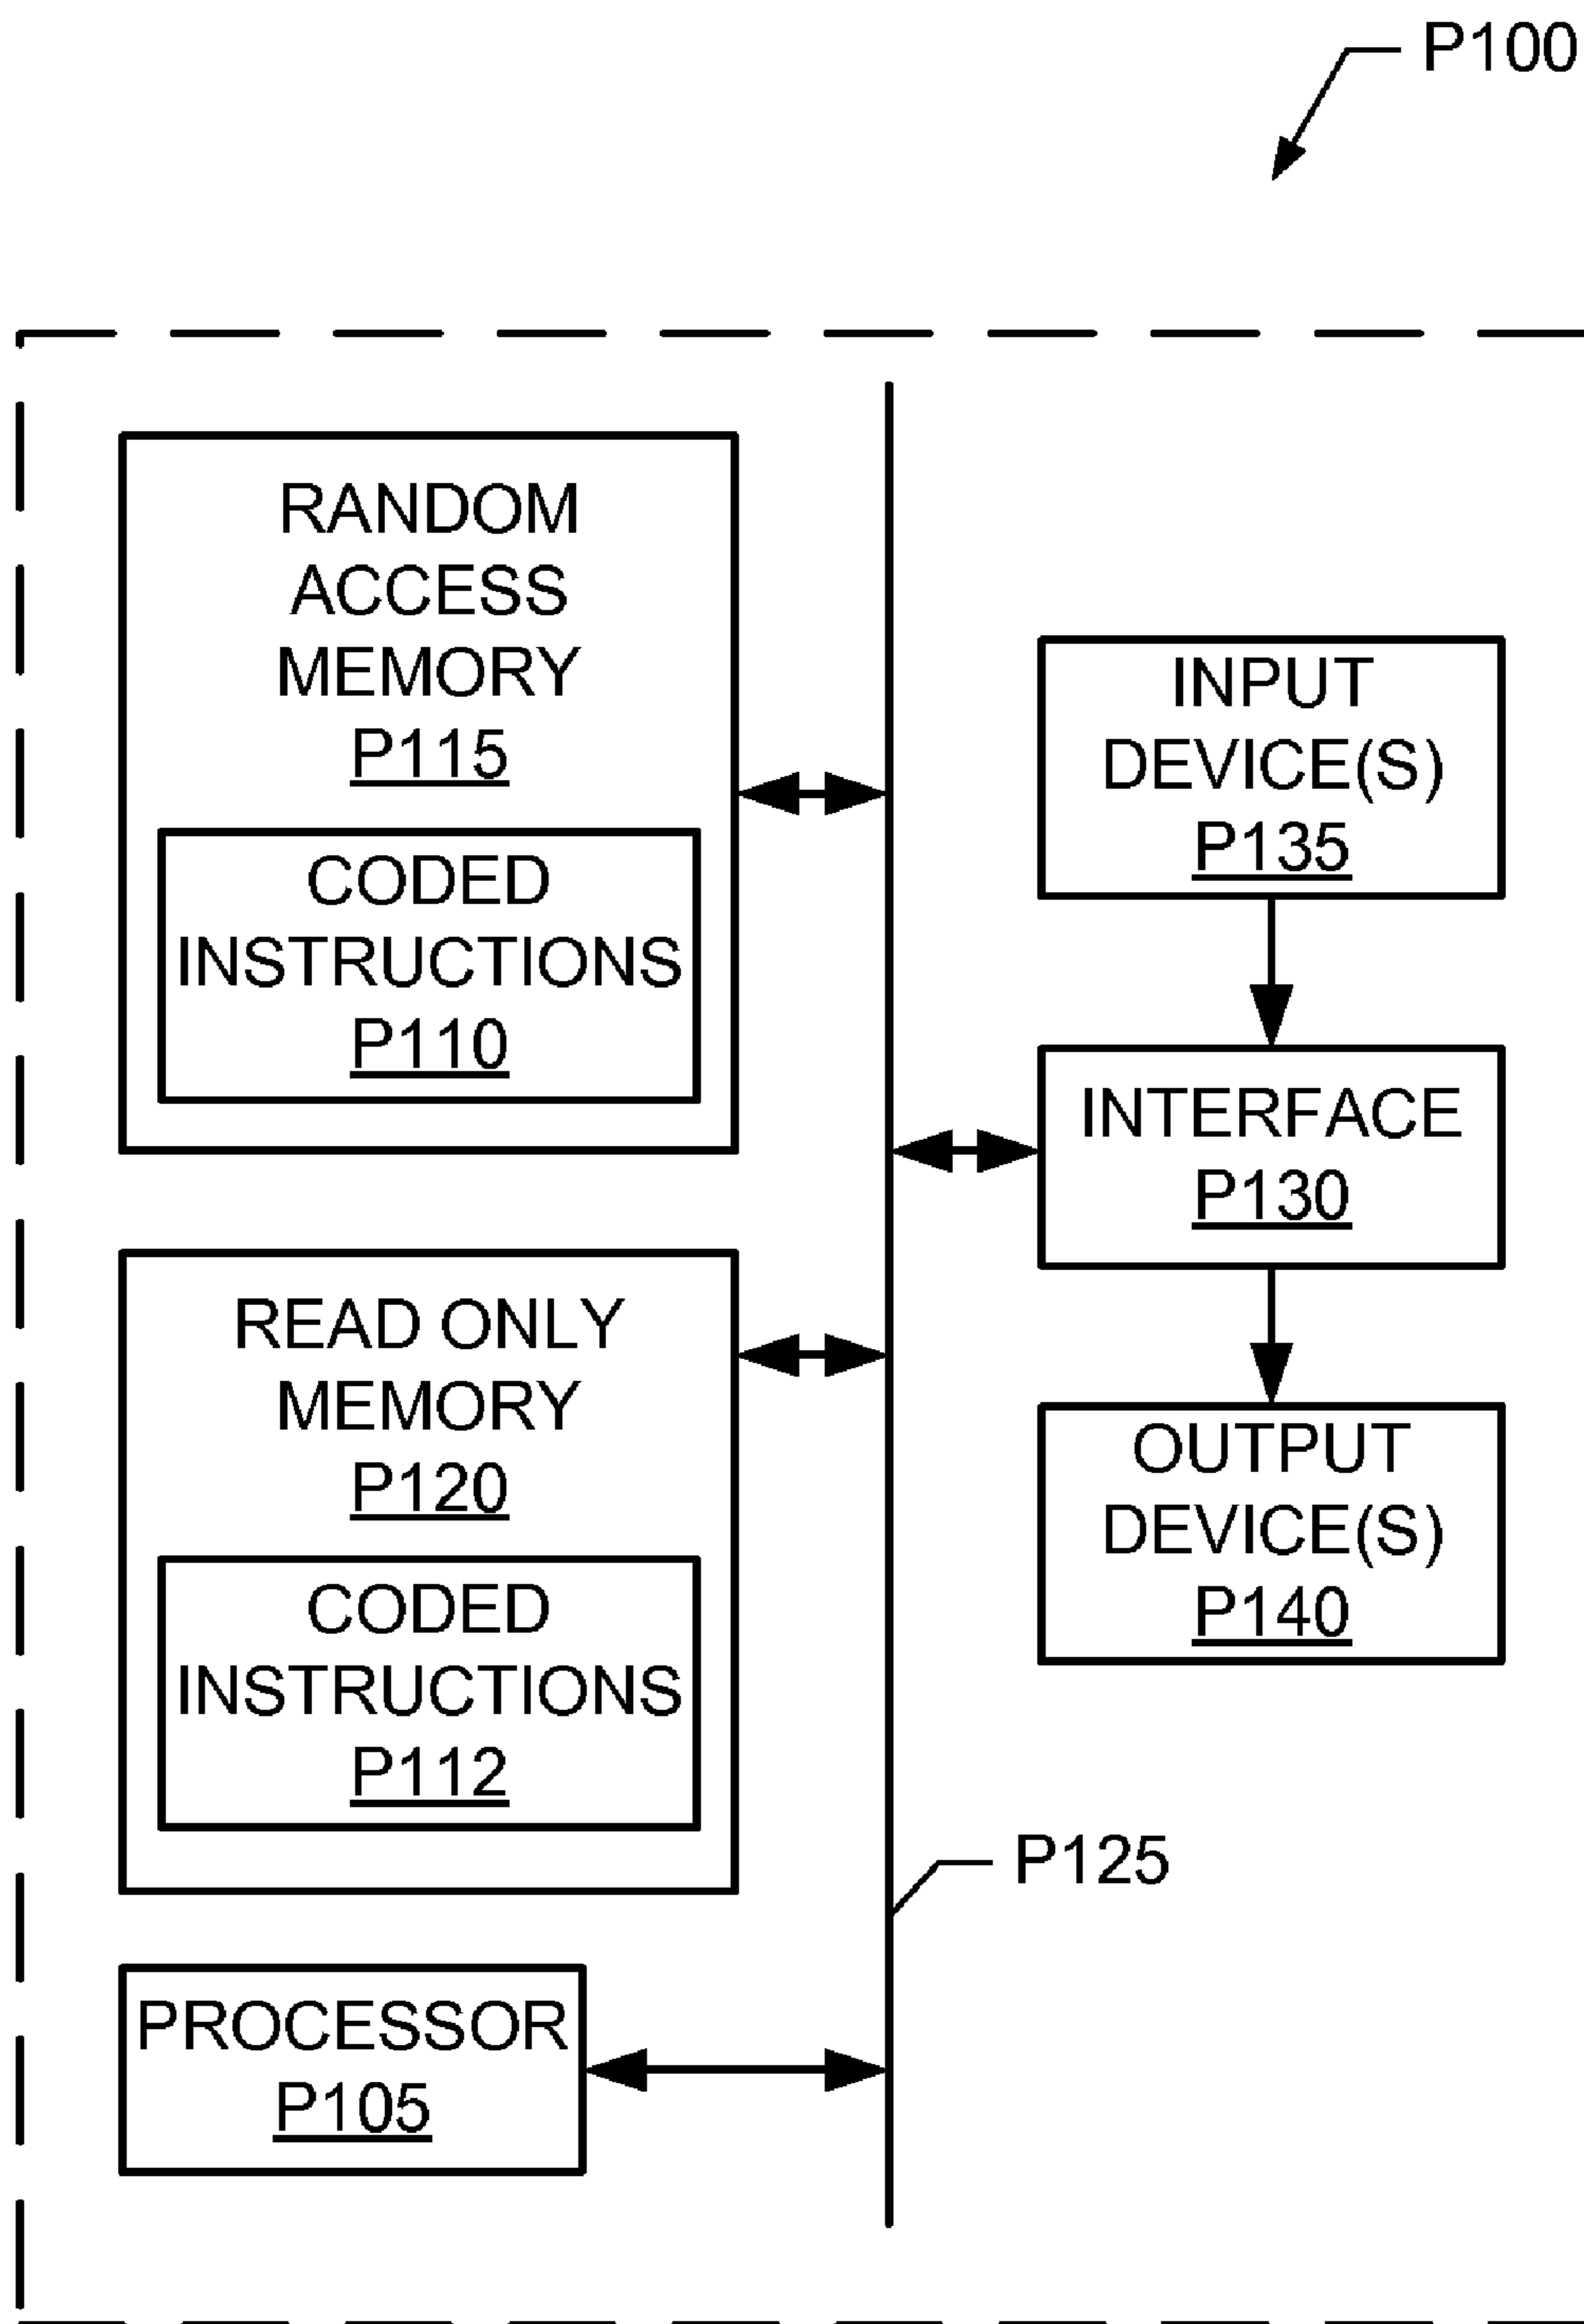 P100
RANDOM
ACCESS
MEMORY
P115
CODED
INSTRUCTIONS
P110
READ ONLY
MEMORY
P120
CODED
INSTRUCTIONS
P112
PROCESSOR
P105
INPUT
DEVICE(S)
P135
INTERFACE
P130
OUTPUT
DEVICE(S)
P140
P125